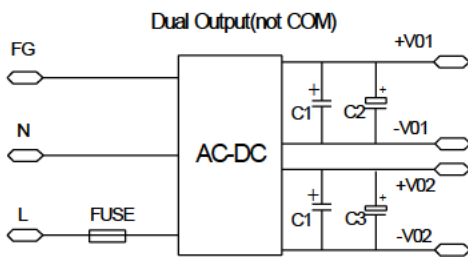 Dual Output(not COM)
FG
+V01
+
C1
+
C2
N
AC-DC
-V01
+V02
L
FUSE
+
C1
+
C3
-V02